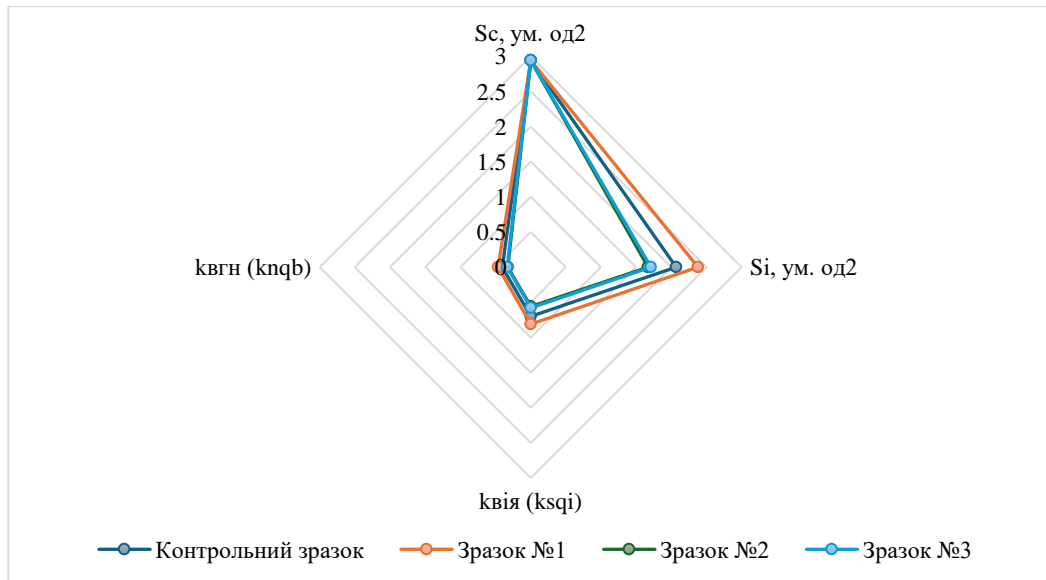 Sc, ум. од2
3
2.5
2
1.5
1
0.5
0
kвгн (knqb)
Si, ум. од2
kвія (ksqi)
Контрольний зразок
Зразок №1
Зразок №2
Зразок №3